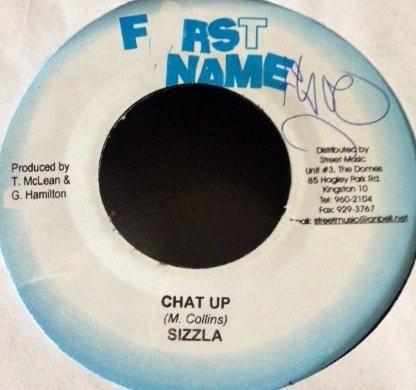 F RST
NAME
Produced by
T. McLean &
G. Hamilton
Distributed by
Street Music
Unit #3, The Domes
85 Hagley Park Rd.
Kingston 10
Tel: 960-2104
Fax: 929-3767
mail: streetmusic@anbell.net
CHAT UP
(M. Collins)
SIZZLA